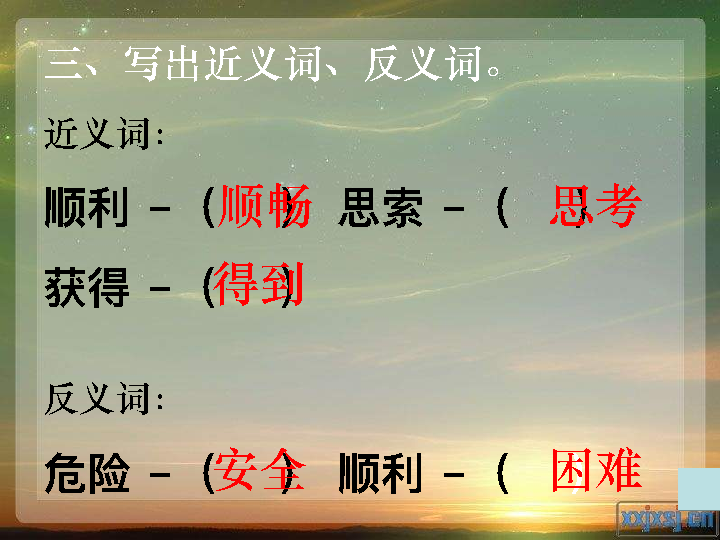 三、写出近义词、反义词。
近义词：
顺利 － （顺畅） 思索 － （ 思考）
获得 － （得到）
反义词：
危险 － （安全） 顺利 － （ 困难
xxjxsj.cn